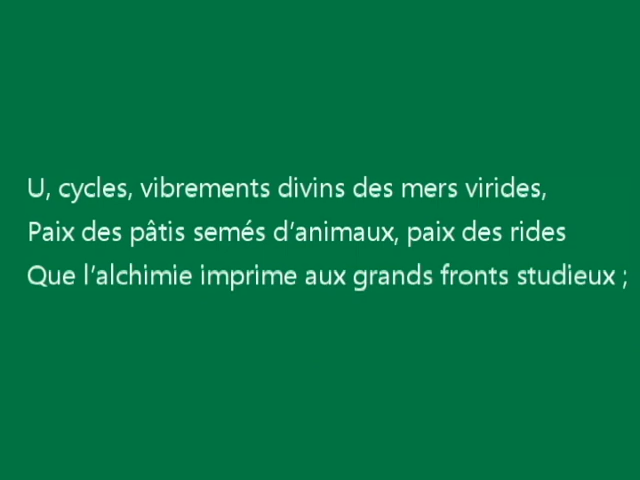 U, cycles, vibrements divins des mers virides,
Paix des pâtis semés d’animaux, paix des rides
Que l’alchimie imprime aux grands fronts studieux ;